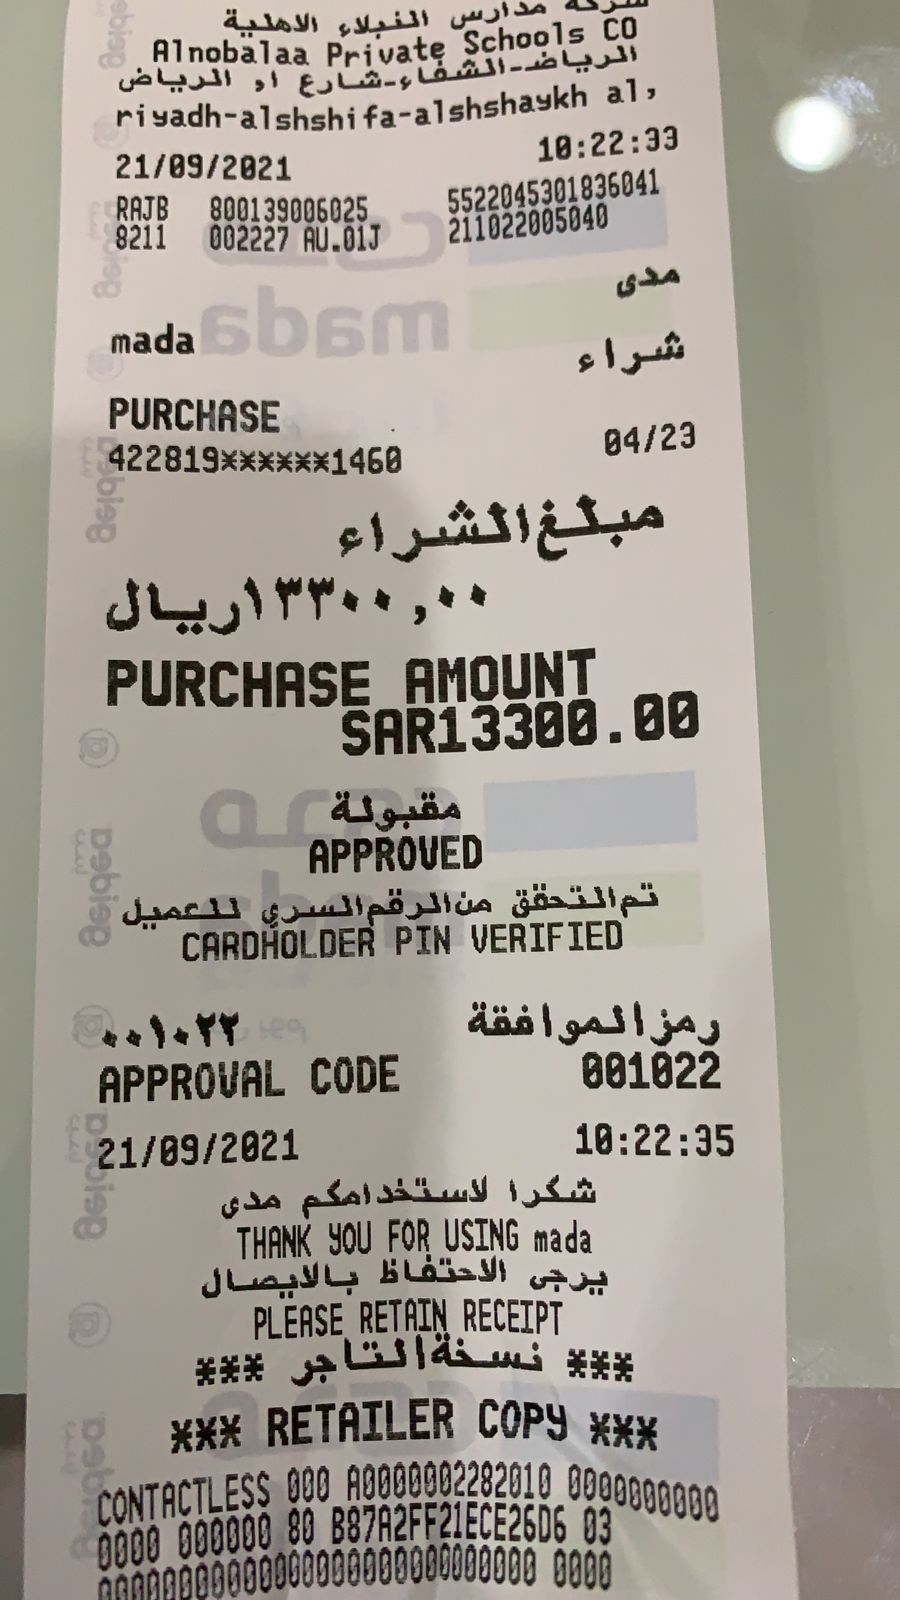 شركة مدارس النبلاء الاهلية
Alnobalaa Private Schools CO
الرياض-الشفاء-شارع ا, الرياض
riyadh-alshshifa-alshshaykh al,
21/09/2021 10:22:33
RAJB 800139006025 5522045301836041
8211 002227 AU.01J 211022005040
مدى
mada
شراء
PURCHASE
422819******1460 04/23
مبلغ الشراء
١٣٣٠٠,٠٠ ريال
PURCHASE AMOUNT
SAR13300.00
مقبولة
APPROVED
تم التحقق من الرقم السري للعميل
CARDHOLDER PIN VERIFIED
رمز الموافقة ٠٠١٠٢٢
APPROVAL CODE 001022
21/09/2021 10:22:35
شكرا لاستخدامكم مدى
THANK YOU FOR USING mada
يرجى الاحتفاظ بالايصال
PLEASE RETAIN RECEIPT
*** نسخة التاجر ***
*** RETAILER COPY ***
CONTACTLESS 000 A0000002282010 0000000000
0000 000000 80 B87A2FF21ECE26D6 03